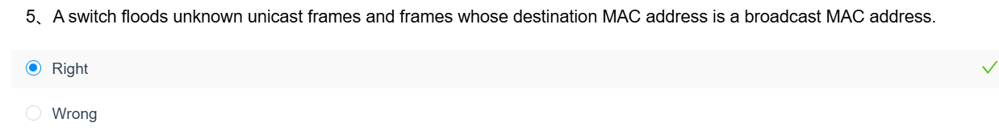 5、A switch floods unknown unicast frames and frames whose destination MAC address is a broadcast MAC address.
Right
Wrong